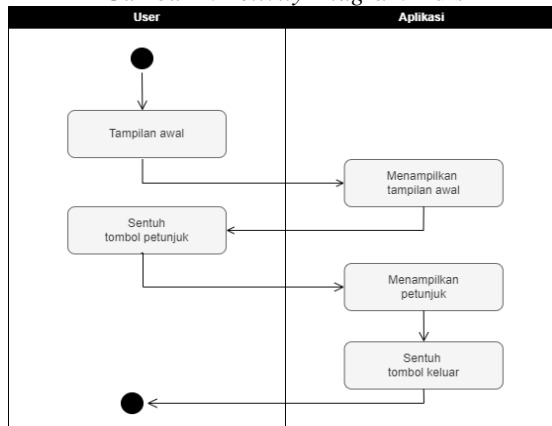 User
Aplikasi
Tampilan awal
Menampilkan
tampilan awal
Sentuh
tombol petunjuk
Menampilkan
petunjuk
Sentuh
tombol keluar